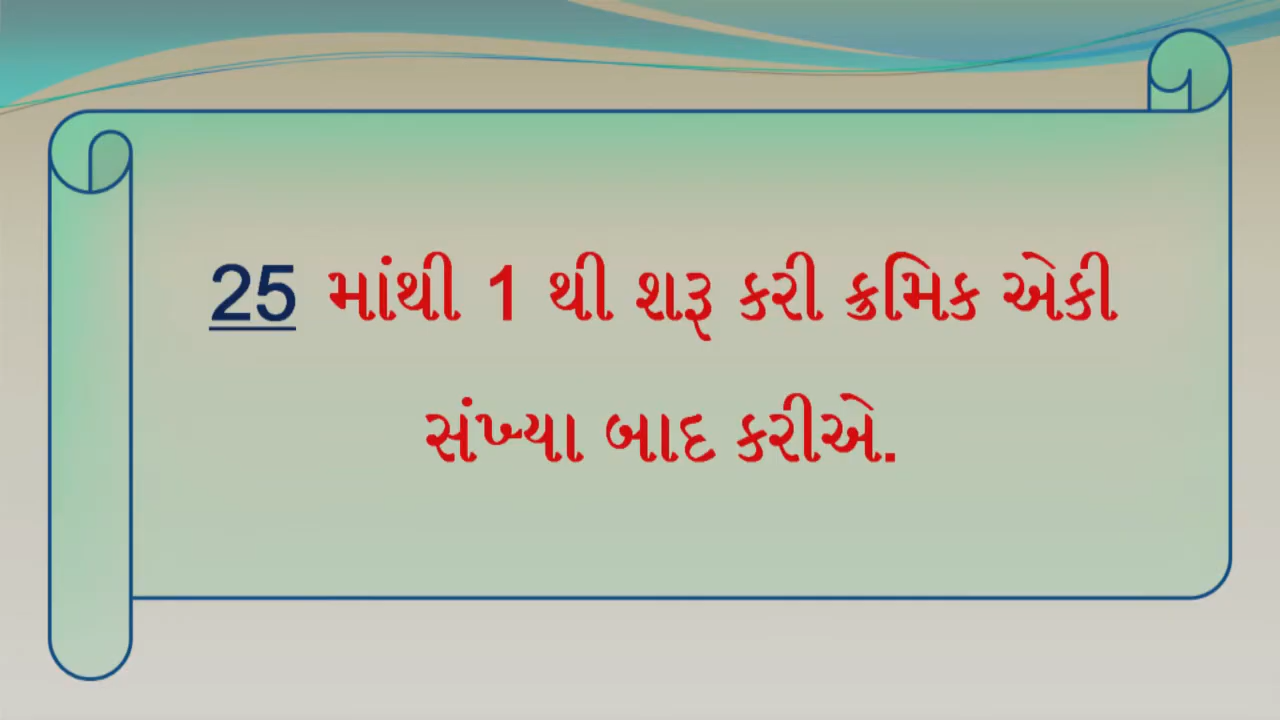 25 માંથી 1 થી શરૂ કરી ક્રમિક એકી
સંખ્યા બાદ કરીએ.